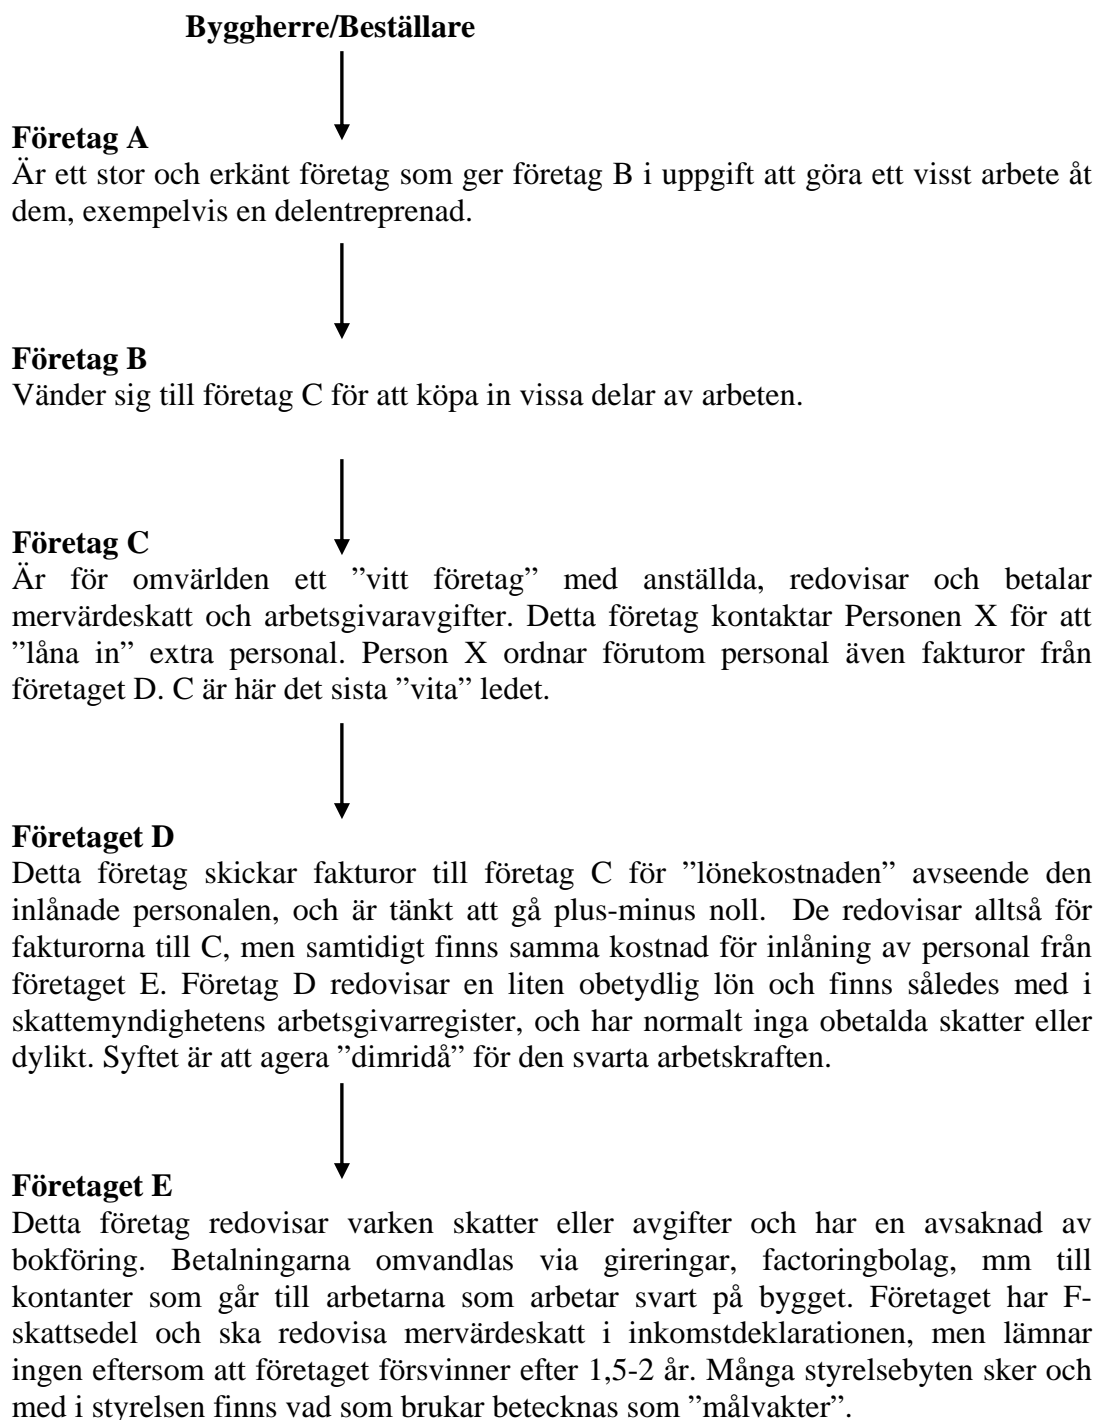 Byggherre/Beställare
Företag A
Är ett stor och erkänt företag som ger företag B i uppgift att göra ett visst arbete åt
dem, exempelvis en delentreprenad.
Företag B
Vänder sig till företag C för att köpa in vissa delar av arbeten.
Företag C
Är för omvärlden ett ”vitt företag” med anställda, redovisar och betalar
mervärdeskatt och arbetsgivaravgifter. Detta företag kontaktar Personen X för att
”låna in” extra personal. Person X ordnar förutom personal även fakturor från
företaget D. C är här det sista ”vita” ledet.
Företaget D
Detta företag skickar fakturor till företag C för ”lönekostnaden” avseende den
inlånade personalen, och är tänkt att gå plus-minus noll. De redovisar alltså för
fakturorna till C, men samtidigt finns samma kostnad för inlåning av personal från
företaget E. Företag D redovisar en liten obetydlig lön och finns således med i
skattemyndighetens arbetsgivarregister, och har normalt inga obetalda skatter eller
dylikt. Syftet är att agera ”dimridå” för den svarta arbetskraften.
Företaget E
Detta företag redovisar varken skatter eller avgifter och har en avsaknad av
bokföring. Betalningarna omvandlas via gireringar, factoringbolag, mm till
kontanter som går till arbetarna som arbetar svart på bygget. Företaget har F-
skattsedel och ska redovisa mervärdeskatt i inkomstdeklarationen, men lämnar
ingen eftersom att företaget försvinner efter 1,5-2 år. Många styrelsebyten sker och
med i styrelsen finns vad som brukar betecknas som ”målvakter”.